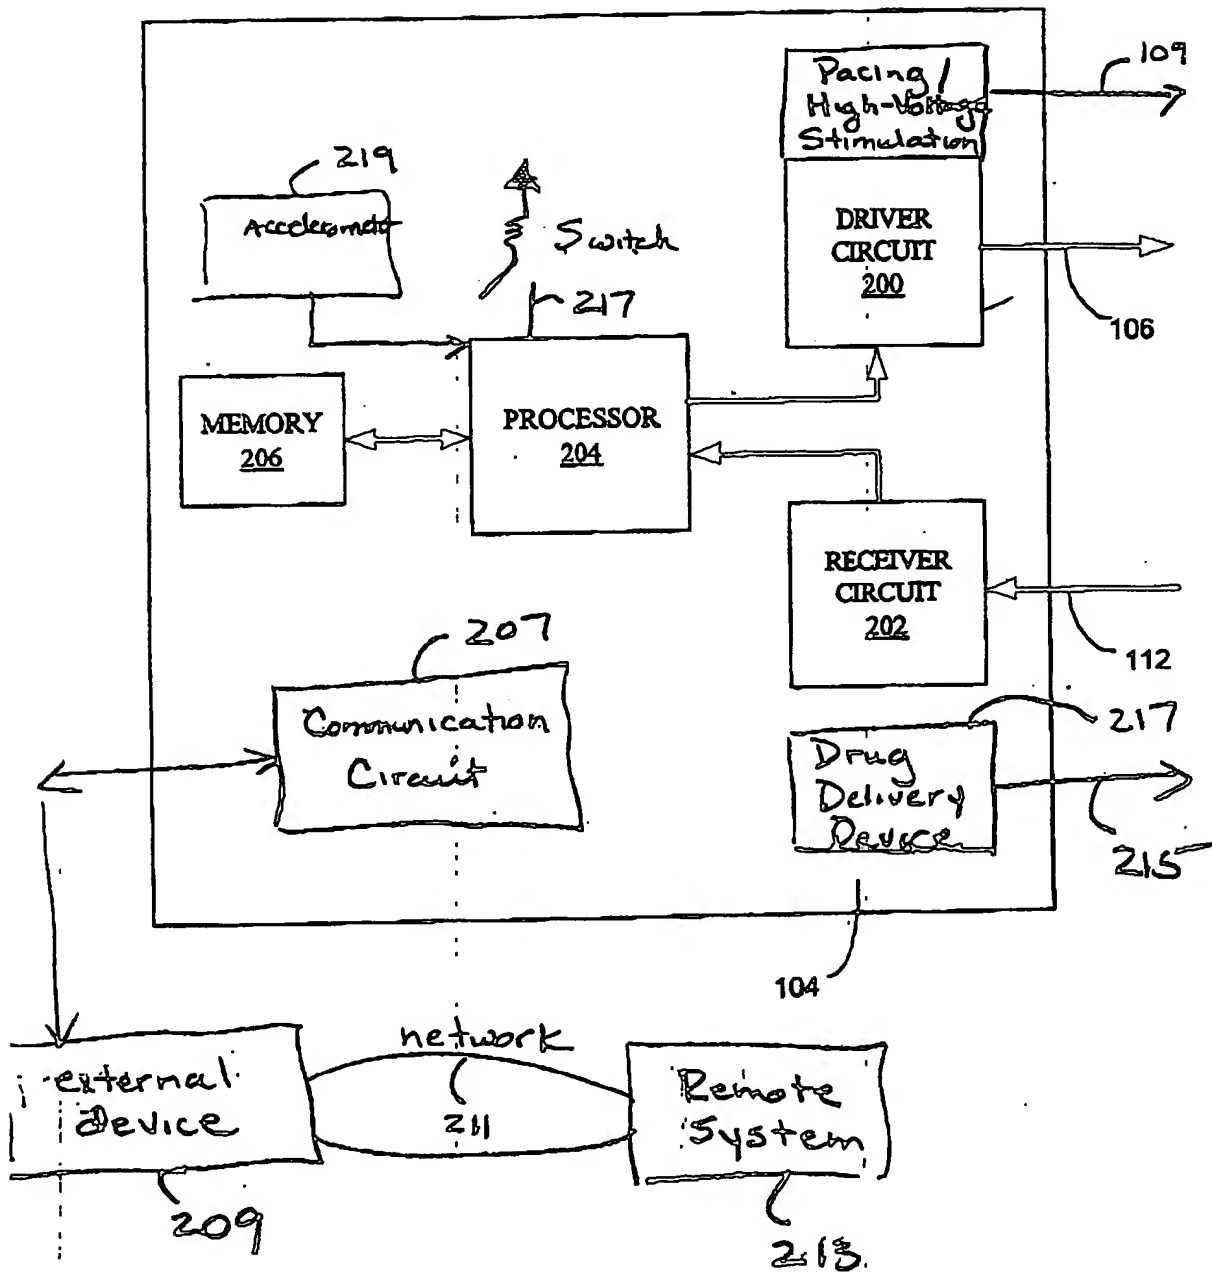 Pacing/
High-Voltage
Stimulation
109
219
Acceleromet
Switch
217
DRIVER
CIRCUIT
200
106
MEMORY
206
PROCESSOR
204
RECEIVER
CIRCUIT
202
112
207
Communication
Circuit
217
Drug
Delivery
Device
215
104
network
211
external
device
209
Remote
System
213